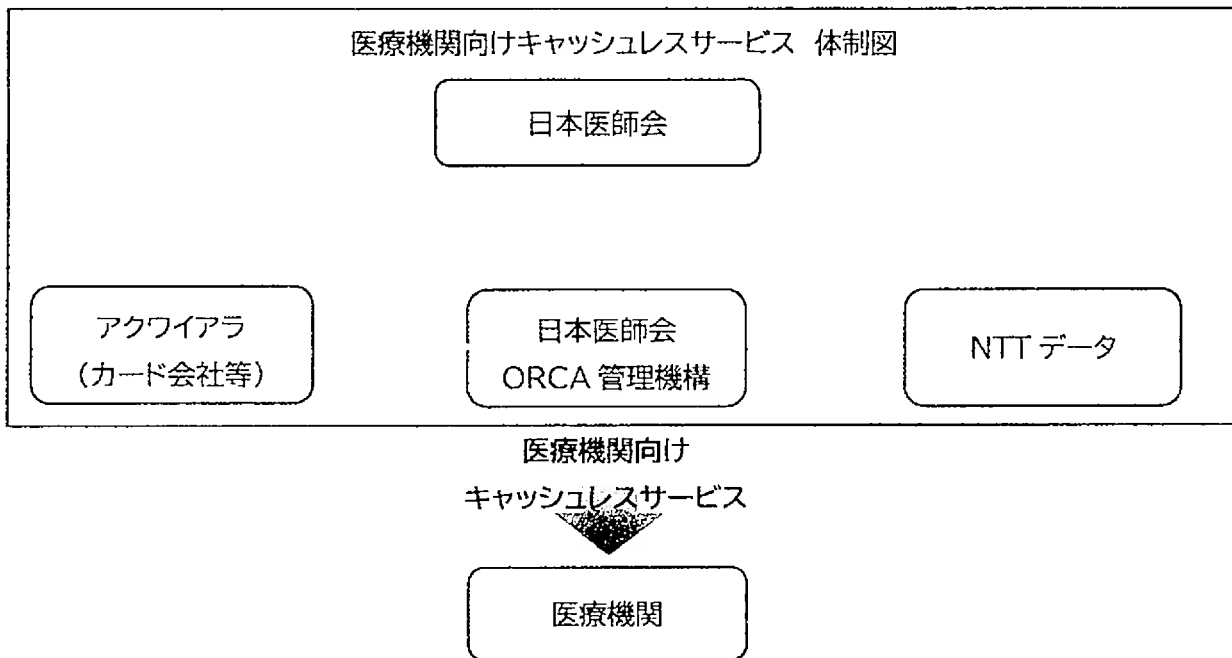 医療機関向けキャッシュレスサービス 体制図
日本医師会
アクワイアラ
(カード会社等)
日本医師会
ORCA 管理機構
NTT データ
医療機関向け
キャッシュレスサービス
医療機関